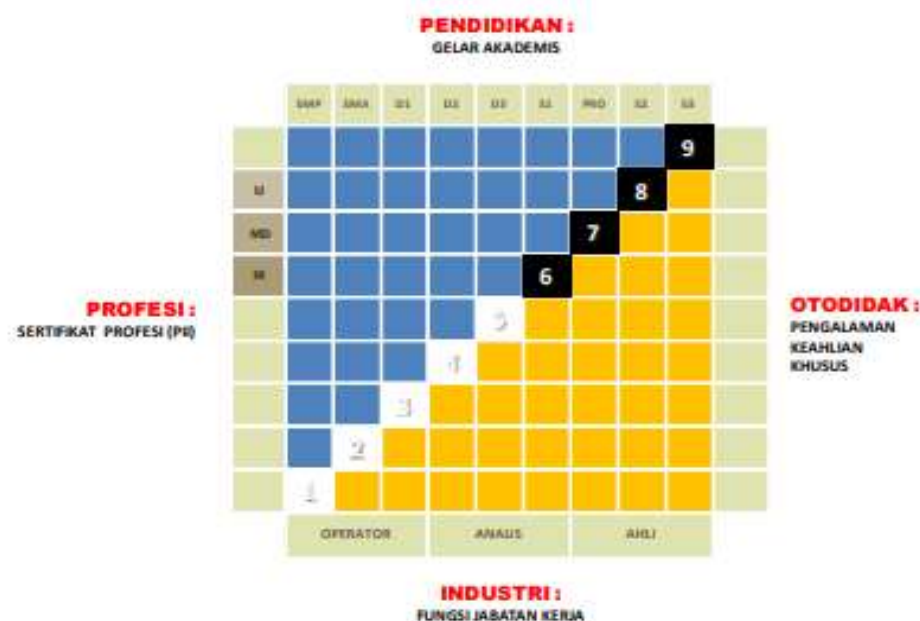 PENDIDIKAN :
GELAR AKADEMIS
SMP SMA D1 D2 D3 S1 PRO S2 S3
9
U 8
MD 7
M 6
PROFESI :
SERTIFIKAT PROFESI (PII)
5
OTODIDAK :
PENGALAMAN
KEAHLIAN
KHUSUS
4
3
2
1
OPERATOR ANALIS AHLI
INDUSTRI :
FUNGSI JABATAN KERJA